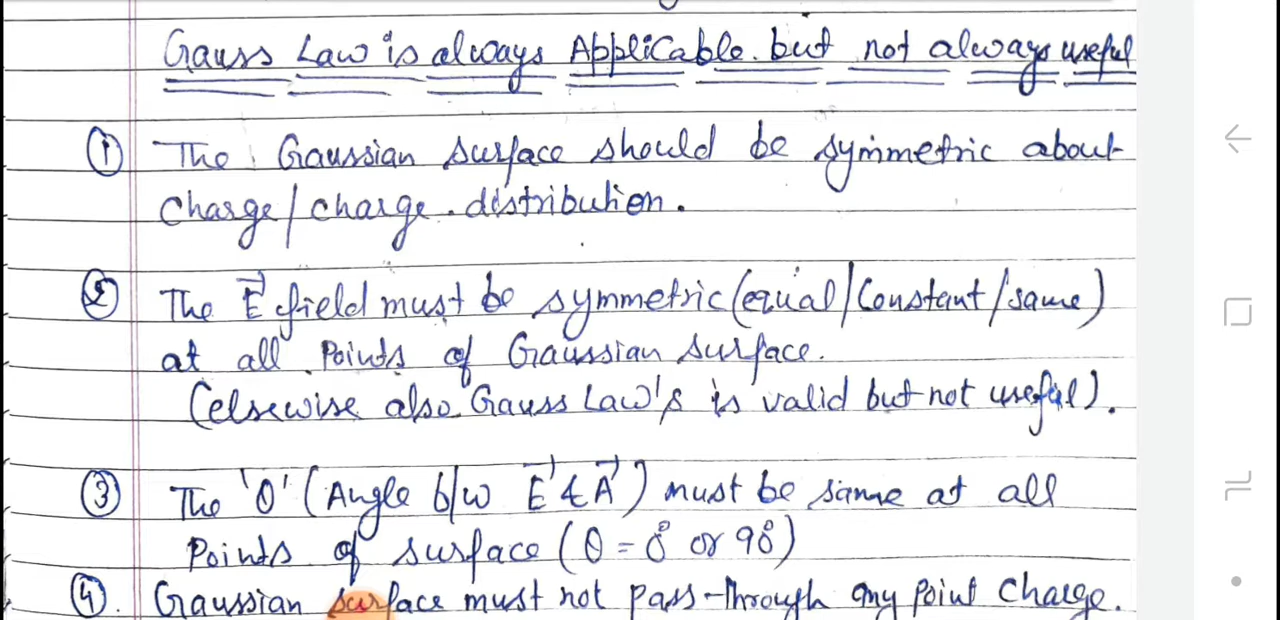 Gauss Law is always Applicable. but not always useful
① The Gaussian surface should be symmetric about
charge/charge distribution.
② The E⃗ field must be symmetric (equal/constant/same)
at all Points of Gaussian surface.
(elsewise also Gauss Law's is valid but not useful).
③ The 'θ' (Angle b/w E⃗ & A⃗) must be same at all
Points of surface (θ = 0° or 90°)
④. Gaussian surface must not pass-through any point charge.